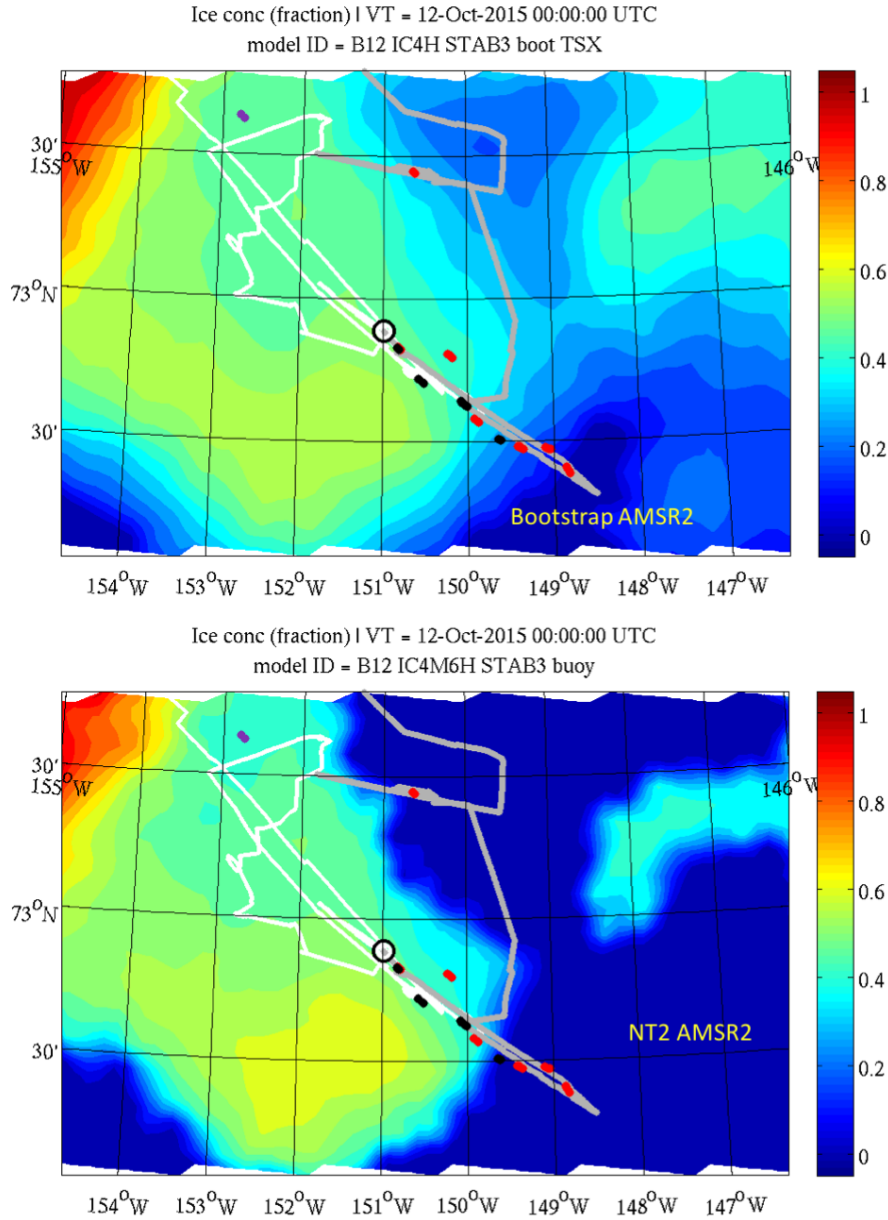 Ice conc (fraction) | VT = 12-Oct-2015 00:00:00 UTC
model ID = B12 IC4H STAB3 boot TSX
30'
155°W
146°W
73°N
30'
Bootstrap AMSR2
154°W 153°W 152°W 151°W 150°W 149°W 148°W 147°W
1
0.8
0.6
0.4
0.2
0
Ice conc (fraction) | VT = 12-Oct-2015 00:00:00 UTC
model ID = B12 IC4M6H STAB3 buoy
30'
155°W
146°W
73°N
30'
NT2 AMSR2
154°W 153°W 152°W 151°W 150°W 149°W 148°W 147°W
1
0.8
0.6
0.4
0.2
0